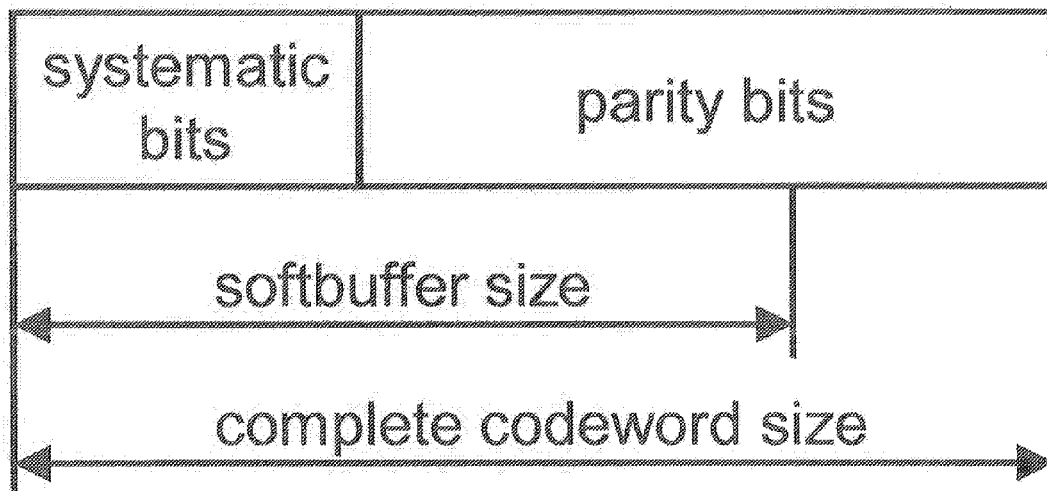 systematic
bits
parity bits
softbuffer size
complete codeword size